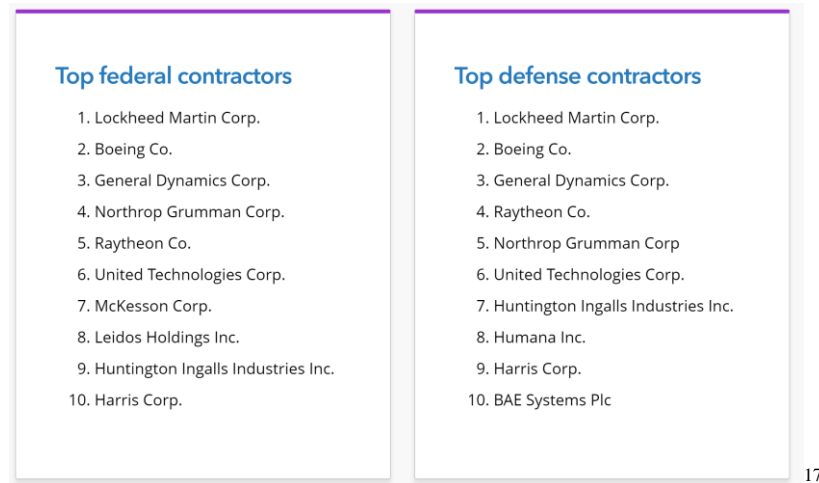 Top federal contractors
1. Lockheed Martin Corp.
2. Boeing Co.
3. General Dynamics Corp.
4. Northrop Grumman Corp.
5. Raytheon Co.
6. United Technologies Corp.
7. McKesson Corp.
8. Leidos Holdings Inc.
9. Huntington Ingalls Industries Inc.
10. Harris Corp.
Top defense contractors
1. Lockheed Martin Corp.
2. Boeing Co.
3. General Dynamics Corp.
4. Raytheon Co.
5. Northrop Grumman Corp
6. United Technologies Corp.
7. Huntington Ingalls Industries Inc.
8. Humana Inc.
9. Harris Corp.
10. BAE Systems Plc
17